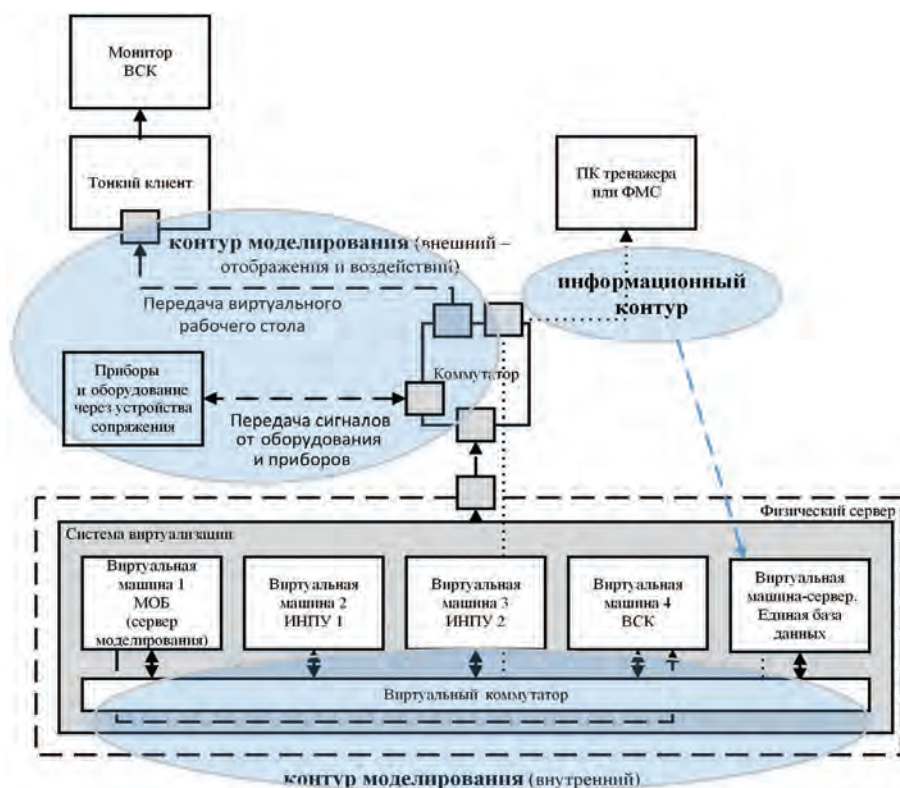 Монитор
ВСК
Тонкий клиент
ПК тренажера
или ФМС
контур моделирования (внешний –
отображения и воздействий)
информационный
контур
Передача виртуального
рабочего стола
Коммутатор
Приборы
и оборудование
через устройства
сопряжения
Передача сигналов
от оборудования
и приборов
Физический сервер
Система виртуализации
Виртуальная
машина 1
МОБ
(сервер
моделирования)
Виртуальная
машина 2
ИНПУ 1
Виртуальная
машина 3
ИНПУ 2
Виртуальная
машина 4
ВСК
Виртуальная
машина-сервер.
Единая база
данных
Виртуальный коммутатор
контур моделирования (внутренний)